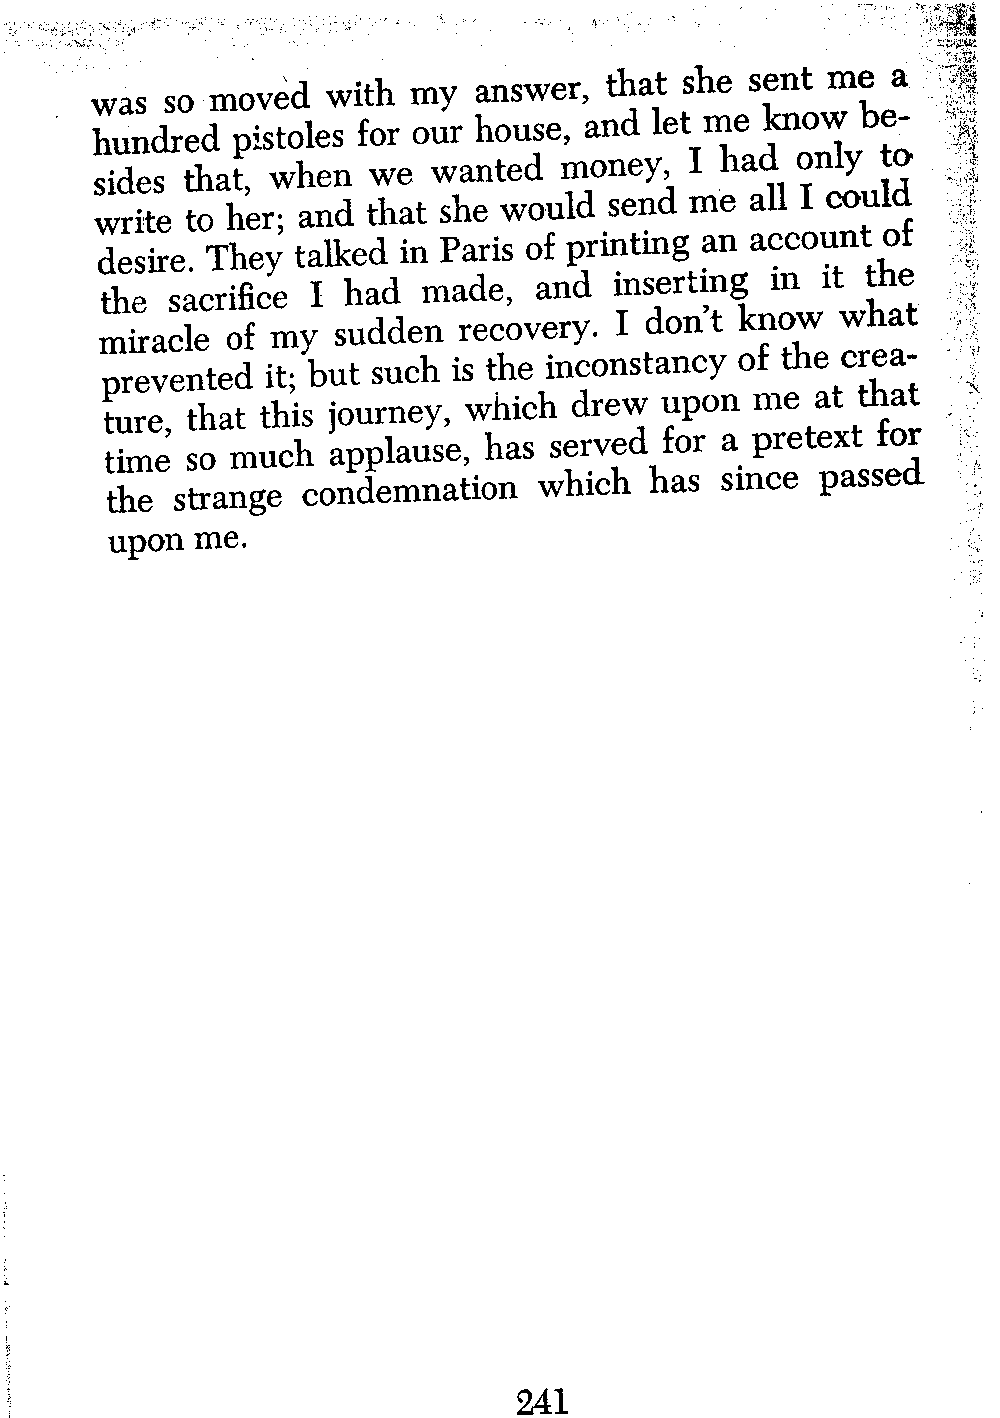 was so moved with my answer, that she sent me a
hundred pistoles for our house, and let me know be-
sides that, when we wanted money, I had only to
write to her; and that she would send me all I could
desire. They talked in Paris of printing an account of
the sacrifice I had made, and inserting in it the
miracle of my sudden recovery. I don't know what
prevented it; but such is the inconstancy of the crea-
ture, that this journey, which drew upon me at that
time so much applause, has served for a pretext for
the strange condemnation which has since passed
upon me.
241